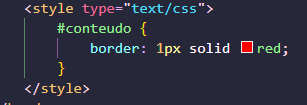 <style type="text/css">
#conteudo {
border: 1px solid red;
}
</style>